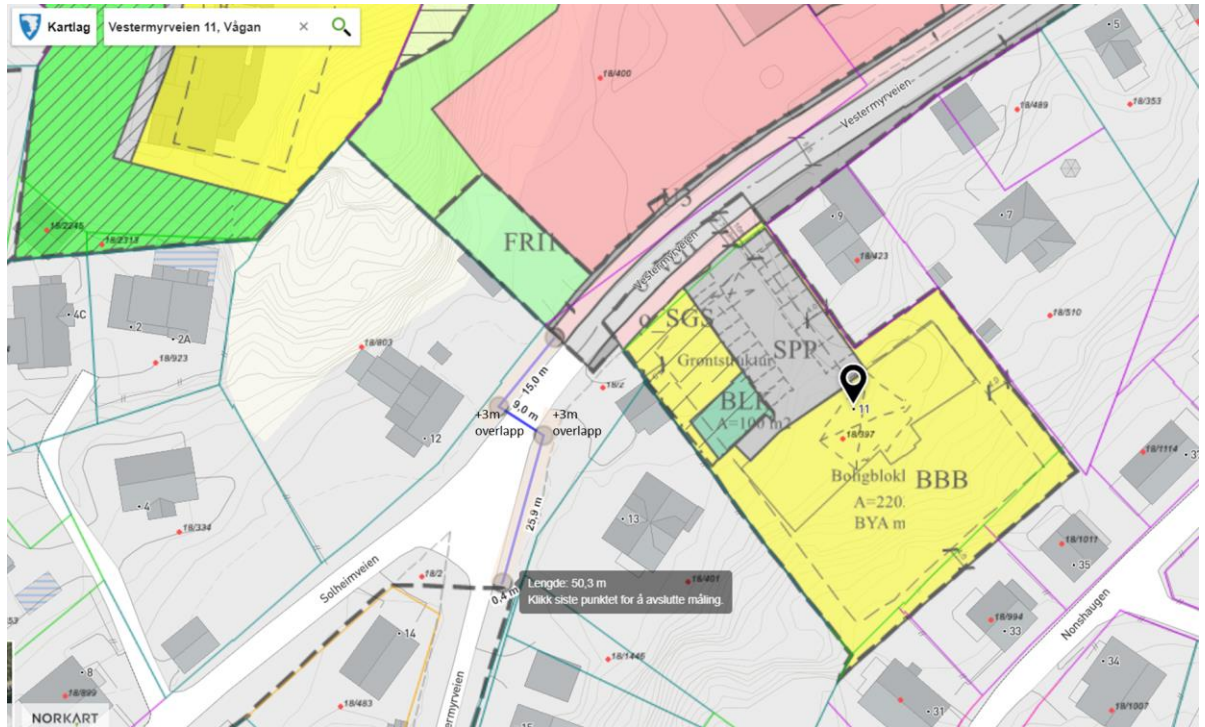 Kartlag
Vestermyrveien 11, Vågan
18/400
5
18/489
18/353
Vestermyrveien
U3
9
7
18/2245
18/2313
FRI1
Vestermyrveien
18/423
4C
2
2A
o_SGS
SPP
18/510
18/923
18/803
15,0 m
Grøntstruktur
18/2
9,0 m
+3m
overlapp
+3m
overlapp
BLK
A=100 m2
11
18/397
12
Boligblokk
BBB
18/1114
4
25,9 m
A=220.
BYA m
18/334
13
18/1011
35
Solheimveien
18/2
0,4 m
Lengde: 50,3 m
Klikk siste punktet for å avslutte måling.
18/401
Nonshaugen
18/994
33
14
18/1446
34
8
18/899
18/483
31
18/1007
NORKART